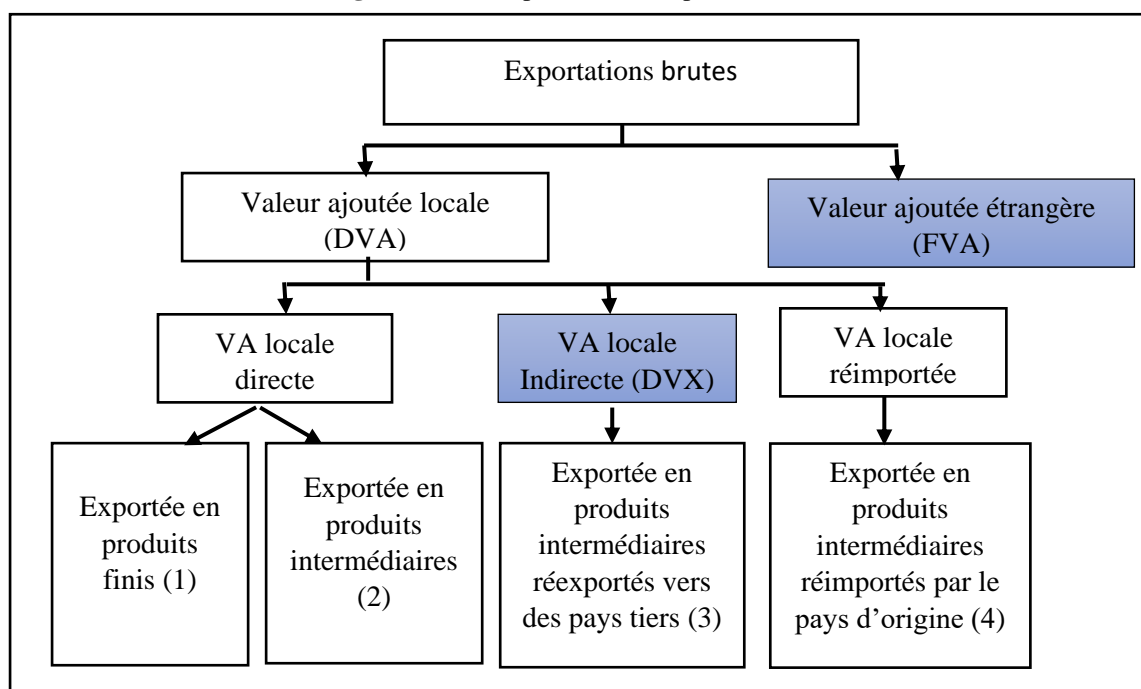 Exportations brutes
Valeur ajoutée locale
(DVA)
Valeur ajoutée étrangère
(FVA)
VA locale
directe
VA locale
Indirecte (DVX)
VA locale
réimportée
Exportée en
produits
finis (1)
Exportée en
produits
intermédiaires
(2)
Exportée en
produits
intermédiaires
réexportés vers
des pays tiers (3)
Exportée en
produits
intermédiaires
réimportés par le
pays d’origine (4)